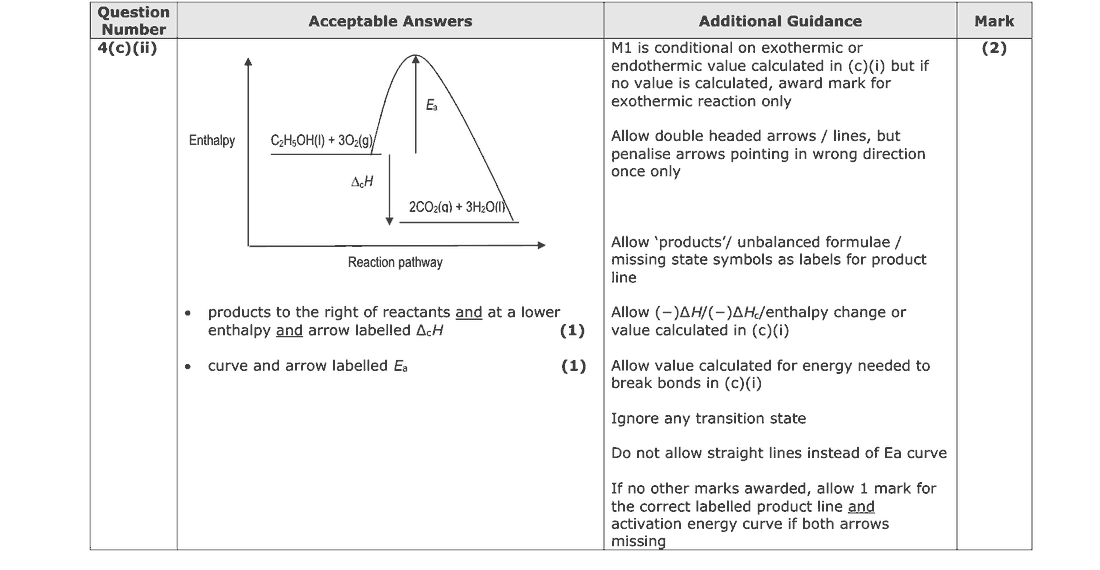 Question Number
Acceptable Answers
Additional Guidance
Mark
4(c)(ii)
Enthalpy
C₂H₅OH(l) + 3O₂(g)
Eₐ
Δ꜀H
2CO₂(g) + 3H₂O(l)
Reaction pathway
• products to the right of reactants and at a lower
enthalpy and arrow labelled Δ꜀H (1)
• curve and arrow labelled Eₐ (1)
M1 is conditional on exothermic or
endothermic value calculated in (c)(i) but if
no value is calculated, award mark for
exothermic reaction only
Allow double headed arrows / lines, but
penalise arrows pointing in wrong direction
once only
Allow ‘products’/ unbalanced formulae /
missing state symbols as labels for product
line
Allow (−)ΔH/(−)ΔH꜀/enthalpy change or
value calculated in (c)(i)
Allow value calculated for energy needed to
break bonds in (c)(i)
Ignore any transition state
Do not allow straight lines instead of Ea curve
If no other marks awarded, allow 1 mark for
the correct labelled product line and
activation energy curve if both arrows
missing
(2)